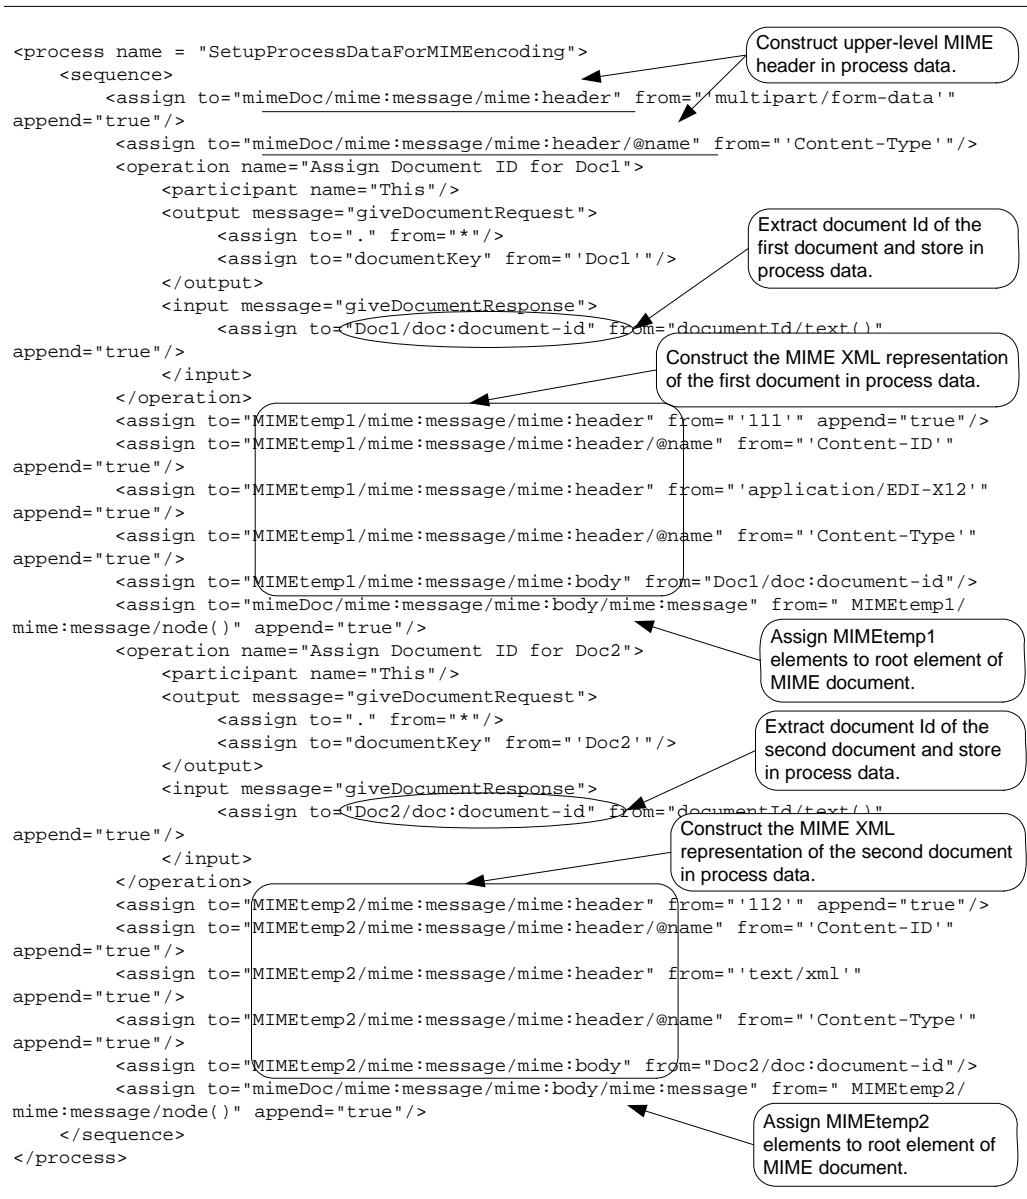 <process name = "SetupProcessDataForMIMEencoding">
    <sequence>
        <assign to="mimeDoc/mime:message/mime:header" from="'multipart/form-data'"
append="true"/>
         <assign to="mimeDoc/mime:message/mime:header/@name" from="'Content-Type'"/>
         <operation name="Assign Document ID for Doc1">
             <participant name="This"/>
             <output message="giveDocumentRequest">
                  <assign to="." from="*"/>
                  <assign to="documentKey" from="'Doc1'"/>
             </output>
             <input message="giveDocumentResponse">
                  <assign to="Doc1/doc:document-id" from="documentId/text()"
append="true"/>
             </input>
         </operation>
         <assign to="MIMEtemp1/mime:message/mime:header" from="'111'" append="true"/>
         <assign to="MIMEtemp1/mime:message/mime:header/@name" from="'Content-ID'"
append="true"/>
         <assign to="MIMEtemp1/mime:message/mime:header" from="'application/EDI-X12'"
append="true"/>
         <assign to="MIMEtemp1/mime:message/mime:header/@name" from="'Content-Type'"
append="true"/>
         <assign to="MIMEtemp1/mime:message/mime:body" from="Doc1/doc:document-id"/>
         <assign to="mimeDoc/mime:message/mime:body/mime:message" from=" MIMEtemp1/
mime:message/node()" append="true"/>
         <operation name="Assign Document ID for Doc2">
             <participant name="This"/>
             <output message="giveDocumentRequest">
                  <assign to="." from="*"/>
                  <assign to="documentKey" from="'Doc2'"/>
             </output>
             <input message="giveDocumentResponse">
                  <assign to="Doc2/doc:document-id" from="documentId/text()"
append="true"/>
             </input>
         </operation>
         <assign to="MIMEtemp2/mime:message/mime:header" from="'112'" append="true"/>
         <assign to="MIMEtemp2/mime:message/mime:header/@name" from="'Content-ID'"
append="true"/>
         <assign to="MIMEtemp2/mime:message/mime:header" from="'text/xml'"
append="true"/>
         <assign to="MIMEtemp2/mime:message/mime:header/@name" from="'Content-Type'"
append="true"/>
         <assign to="MIMEtemp2/mime:message/mime:body" from="Doc2/doc:document-id"/>
         <assign to="mimeDoc/mime:message/mime:body/mime:message" from=" MIMEtemp2/
mime:message/node()" append="true"/>
    </sequence>
</process>
Construct upper-level MIME
header in process data.
Extract document Id of the
first document and store in
process data.
Construct the MIME XML representation
of the first document in process data.
Assign MIMEtemp1
elements to root element of
MIME document.
Extract document Id of the
second document and store
in process data.
Construct the MIME XML
representation of the second document
in process data.
Assign MIMEtemp2
elements to root element of
MIME document.